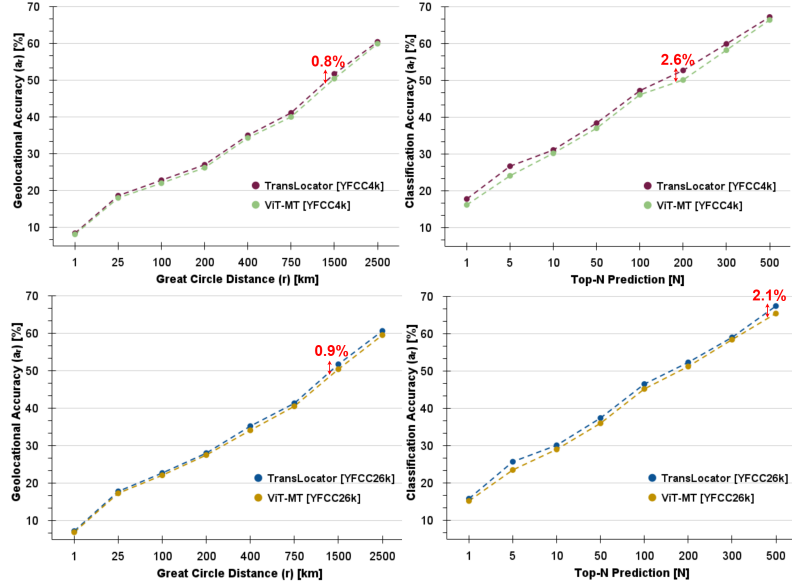 Geolocational Accuracy (aᵣ) [%]
70
60
50
40
30
20
10
0.8%
TransLocator [YFCC4k]
ViT-MT [YFCC4k]
1 25 100 200 400 750 1500 2500
Great Circle Distance (r) [km]
Classification Accuracy (aᵣ) [%]
70
60
50
40
30
20
10
2.6%
TransLocator [YFCC4k]
ViT-MT [YFCC4k]
1 5 10 50 100 200 300 500
Top-N Prediction [N]
Geolocational Accuracy (aᵣ) [%]
70
60
50
40
30
20
10
0.9%
TransLocator [YFCC26k]
ViT-MT [YFCC26k]
1 25 100 200 400 750 1500 2500
Great Circle Distance (r) [km]
Classification Accuracy (aᵣ) [%]
70
60
50
40
30
20
10
2.1%
TransLocator [YFCC26k]
ViT-MT [YFCC26k]
1 5 10 50 100 200 300 500
Top-N Prediction [N]